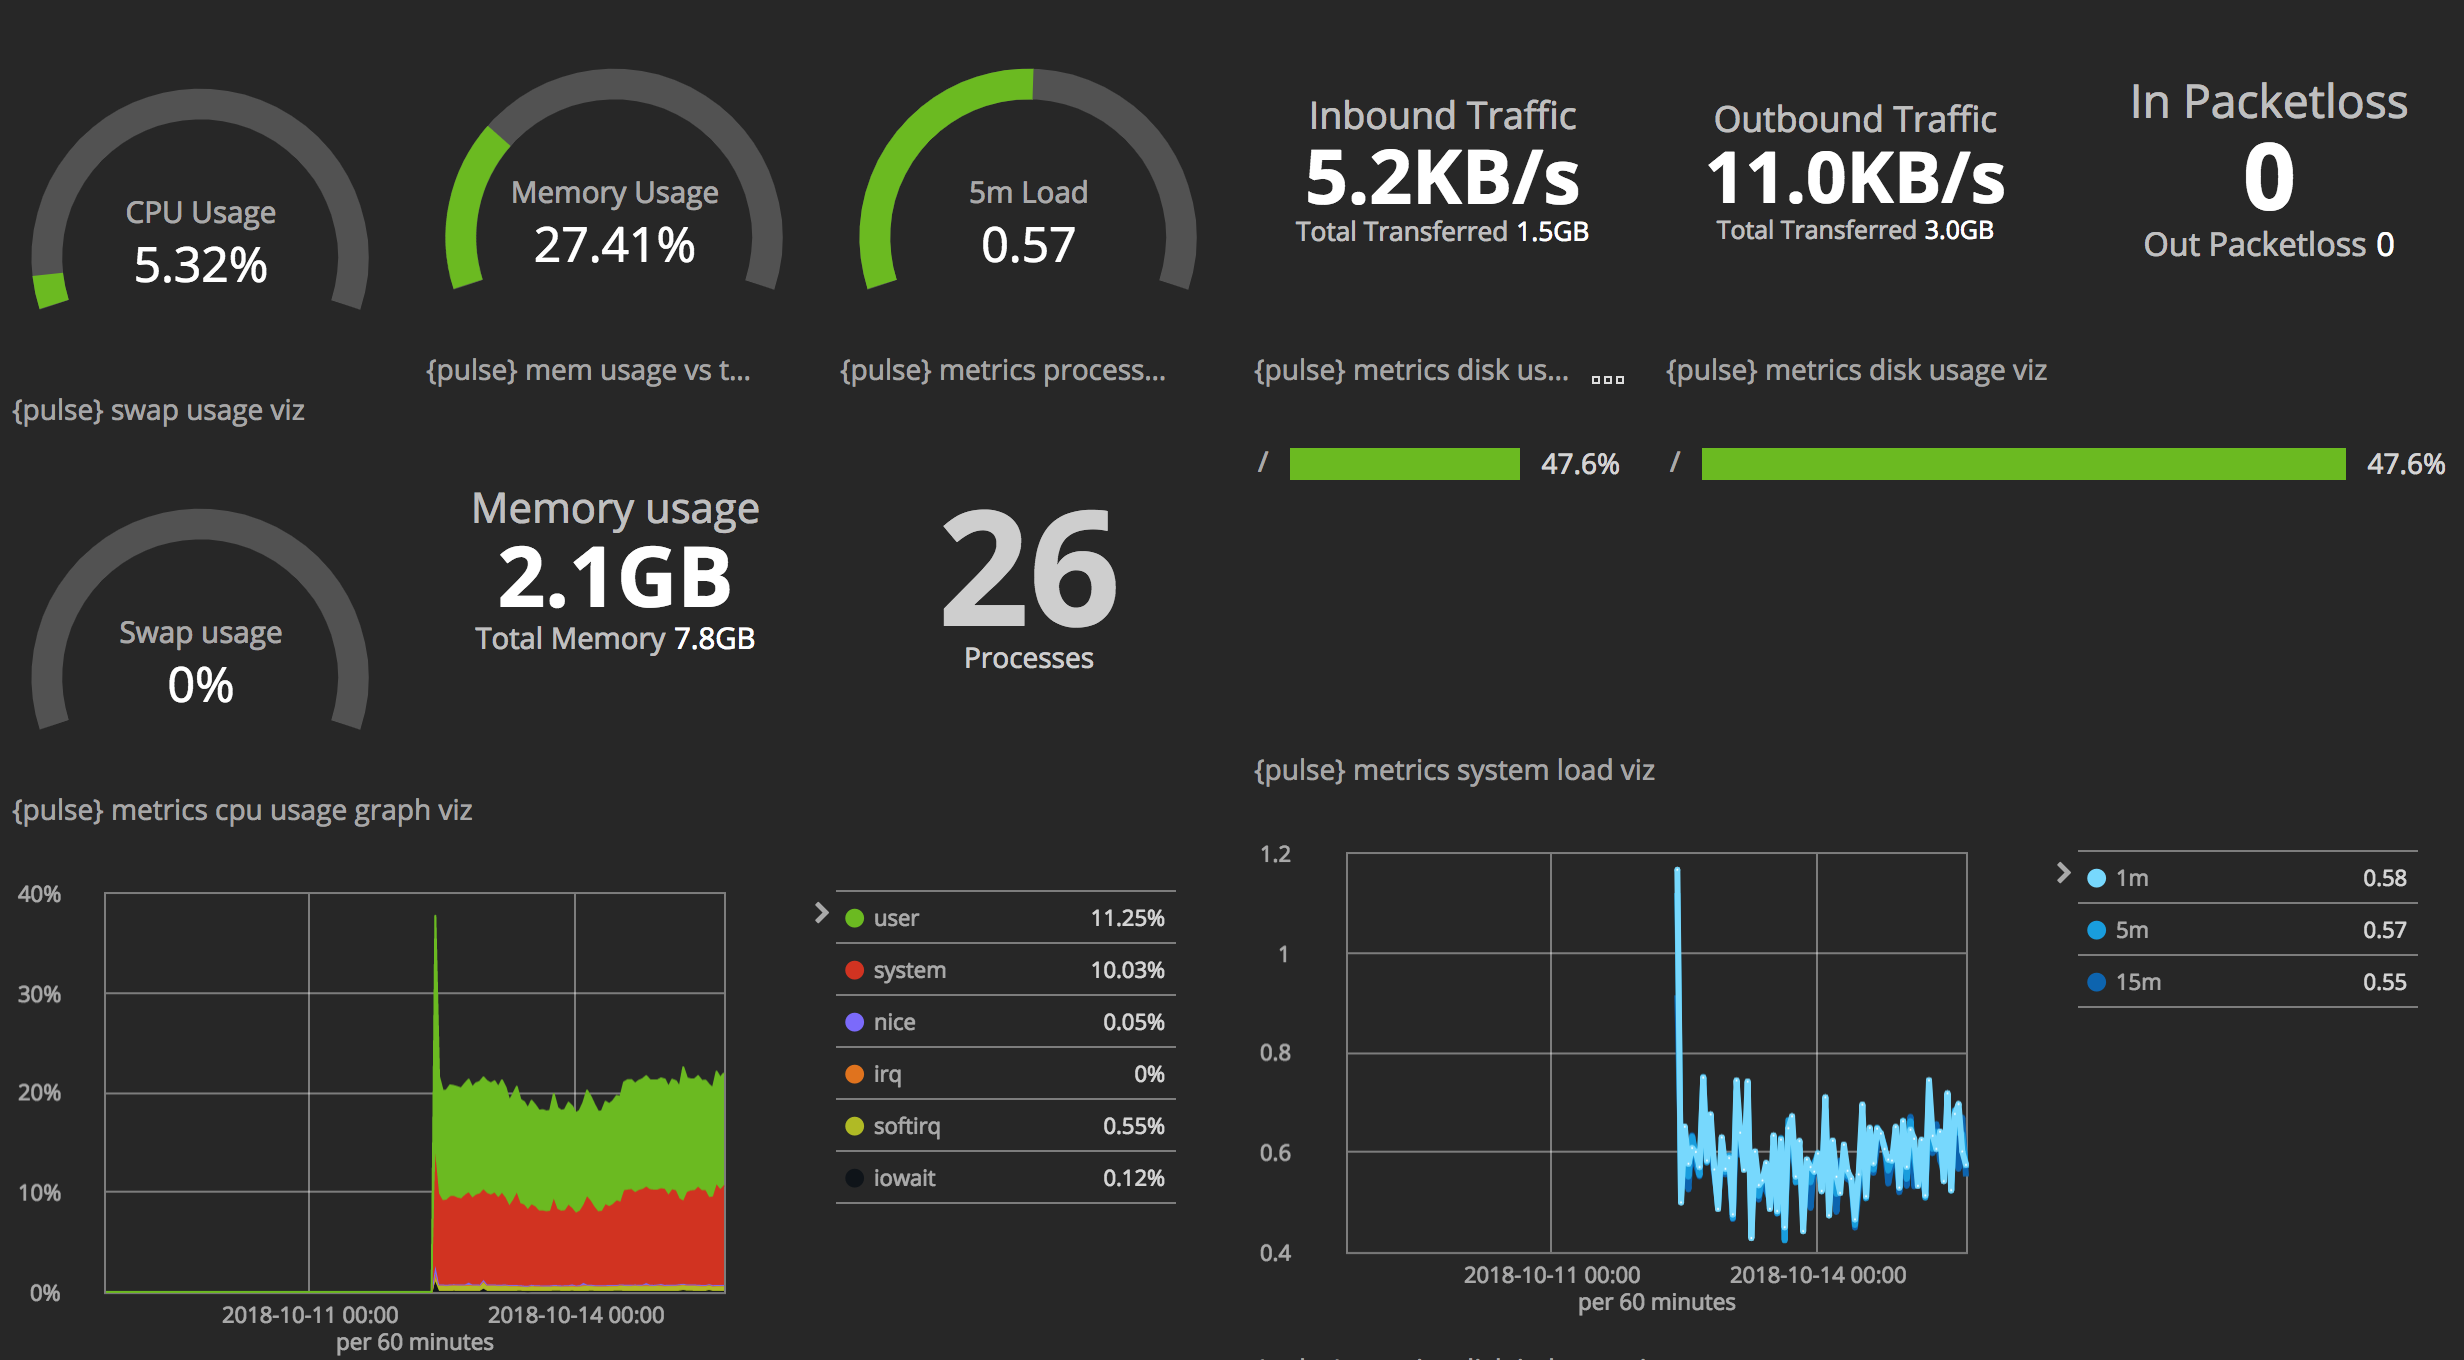 CPU Usage
5.32%
Memory Usage
27.41%
5m Load
0.57
Inbound Traffic
5.2KB/s
Total Transferred 1.5GB
Outbound Traffic
11.0KB/s
Total Transferred 3.0GB
In Packetloss
0
Out Packetloss 0
{pulse} swap usage viz
Swap usage
0%
{pulse} mem usage vs t...
Memory usage
2.1GB
Total Memory 7.8GB
{pulse} metrics process...
26
Processes
{pulse} metrics disk us...
/ 47.6%
{pulse} metrics disk usage viz
/ 47.6%
{pulse} metrics cpu usage graph viz
40%
30%
20%
10%
0%
2018-10-11 00:00 2018-10-14 00:00
per 60 minutes
user 11.25%
system 10.03%
nice 0.05%
irq 0%
softirq 0.55%
iowait 0.12%
{pulse} metrics system load viz
1.2
1
0.8
0.6
0.4
2018-10-11 00:00 2018-10-14 00:00
per 60 minutes
1m 0.58
5m 0.57
15m 0.55